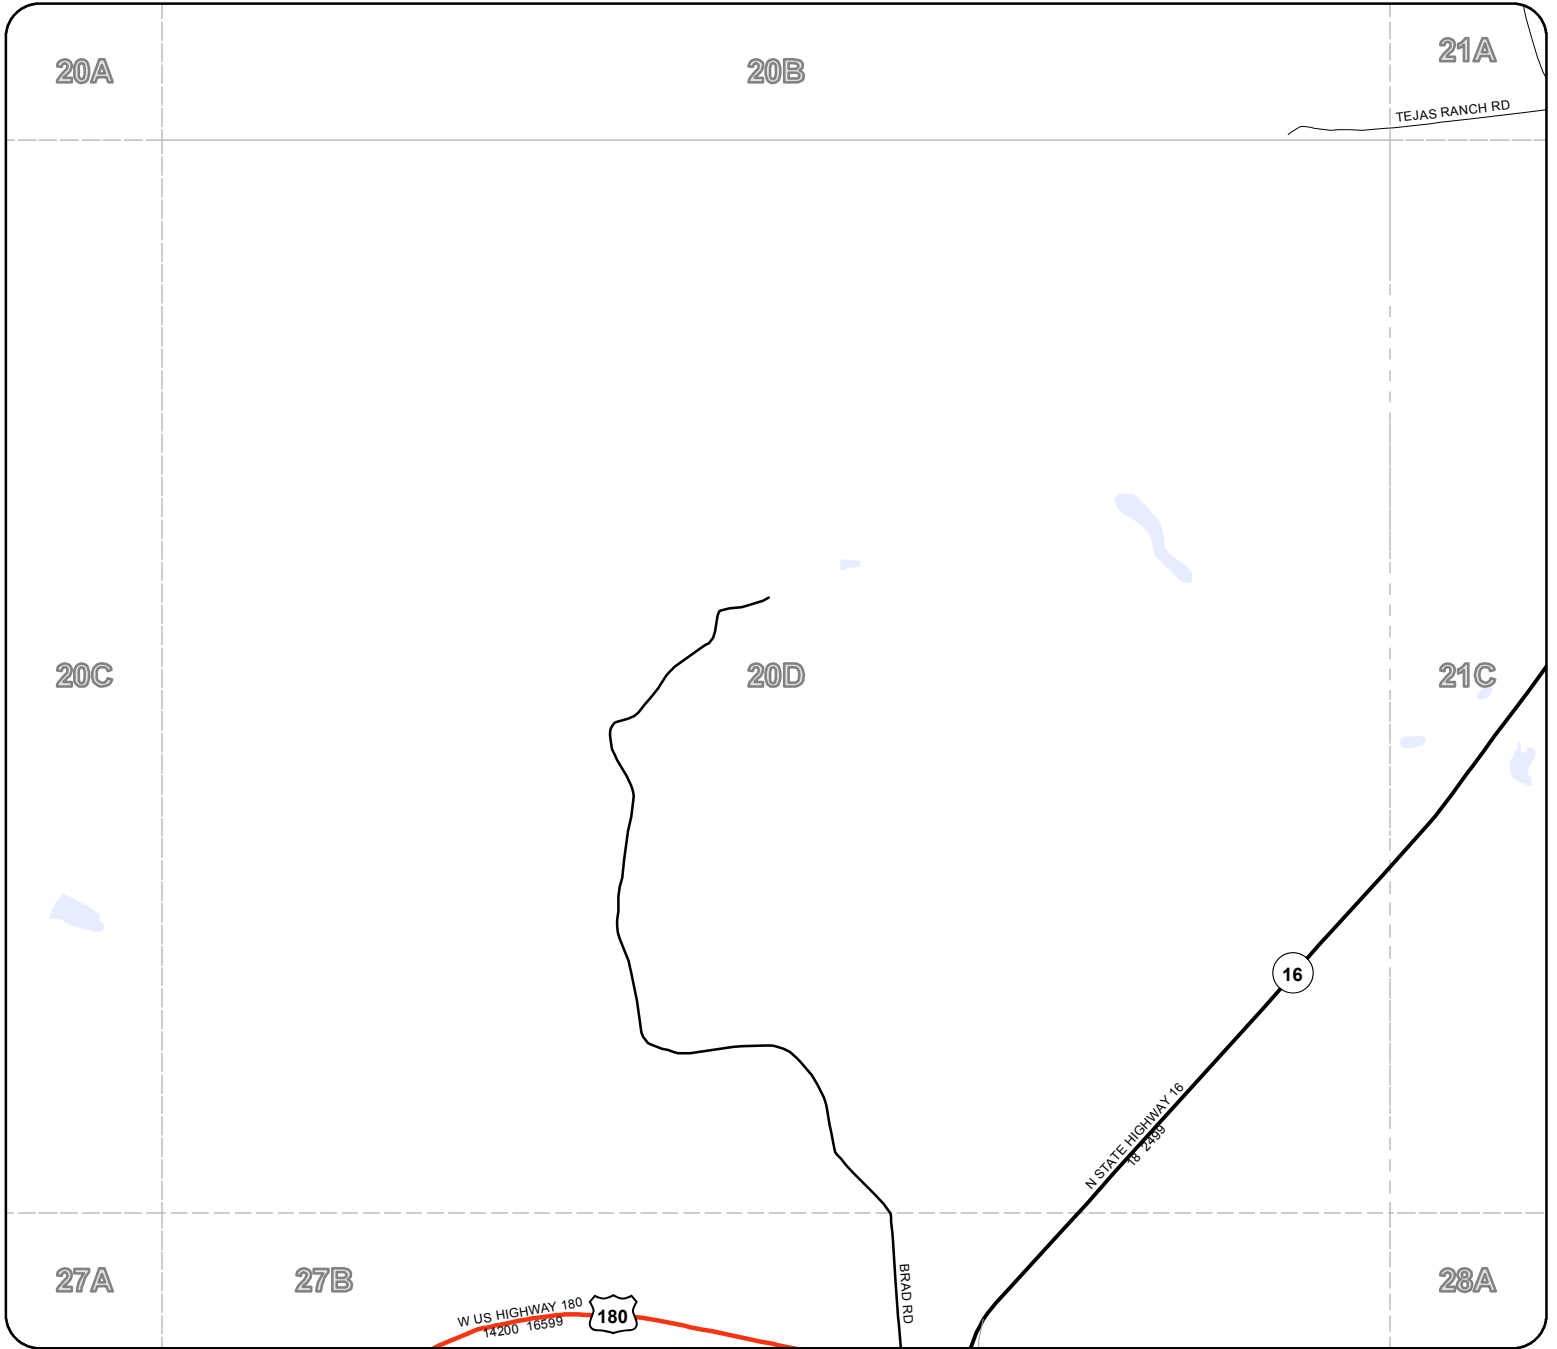 20A
20B
21A
TEJAS RANCH RD
20C
20D
21C
16
N STATE HIGHWAY 16
18 2499
27A
27B
28A
BRAD RD
W US HIGHWAY 180
14200 16599
180